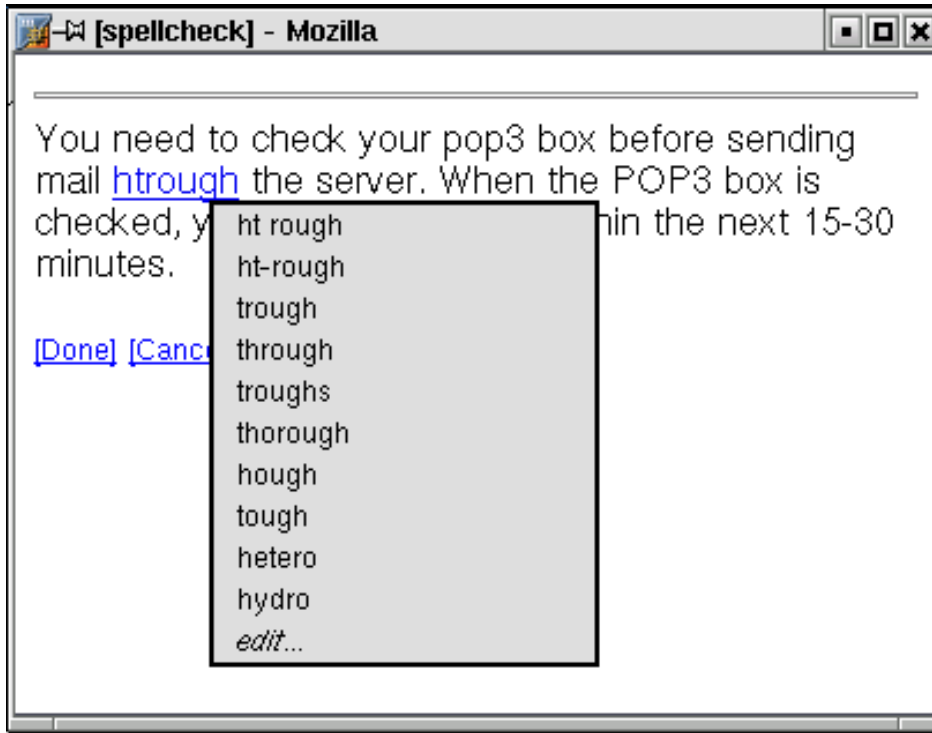 [spellcheck] - Mozilla
You need to check your pop3 box before sending
mail htrough the server. When the POP3 box is
checked, hin the next 15-30
minutes.
[Done]
ht rough
ht-rough
trough
through
troughs
thorough
hough
tough
hetero
hydro
edit...